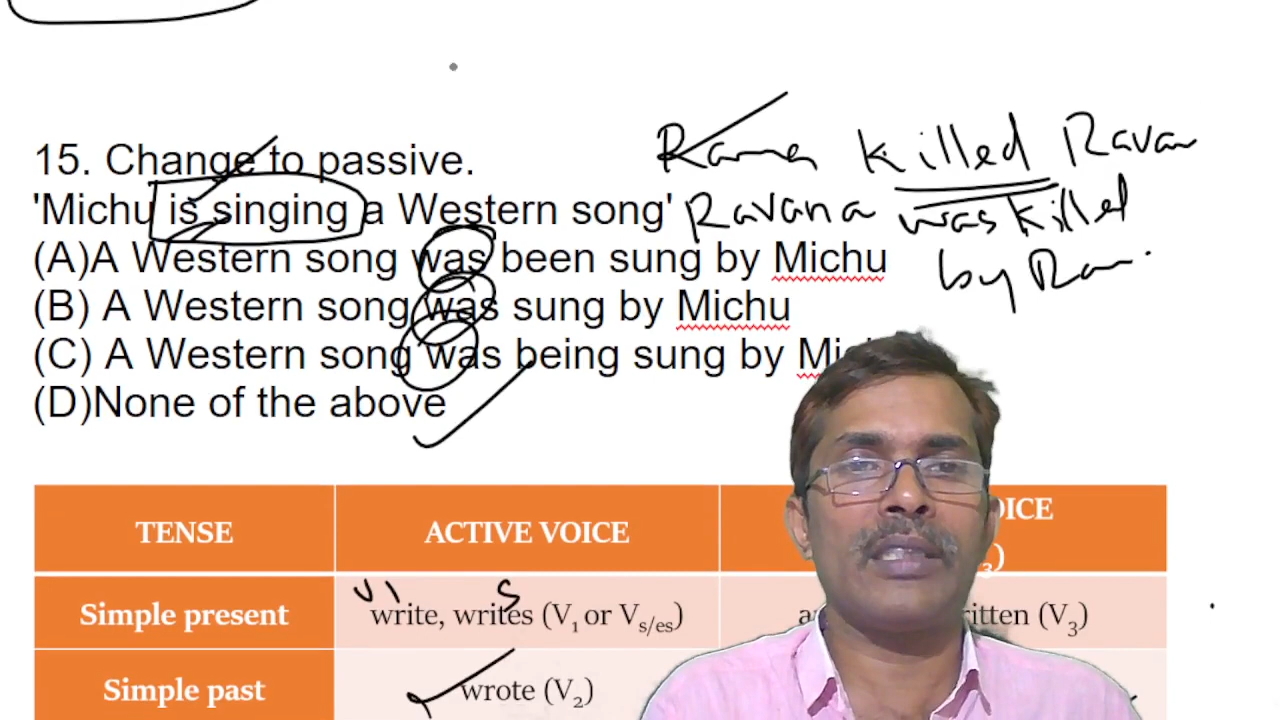 15. Change to passive.
'Michu is singing a Western song'
(A)A Western song was been sung by Michu
(B) A Western song was sung by Michu
(C) A Western song was being sung by
(D)None of the above
Rama killed Ravan
Ravana was killed
by Ram
TENSE ACTIVE VOICE
V1 s
Simple present write, writes (V₁ or Vs/es) (V₃)
Simple past wrote (V₂)